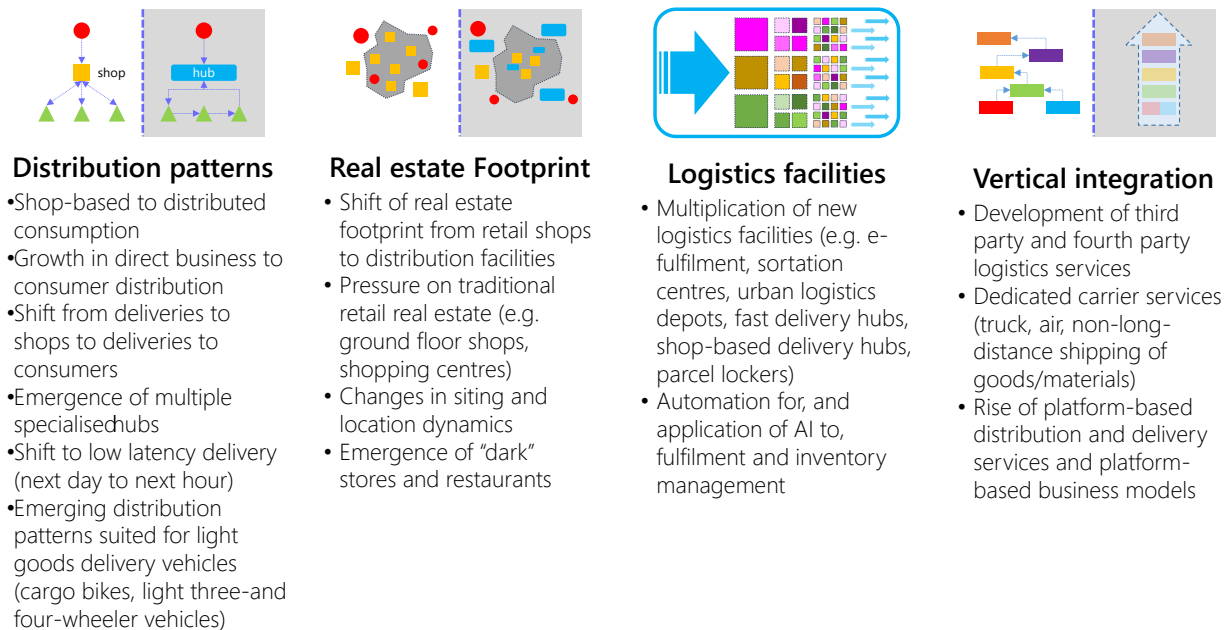 shop
hub
Distribution patterns
•Shop-based to distributed
consumption
•Growth in direct business to
consumer distribution
•Shift from deliveries to
shops to deliveries to
consumers
•Emergence of multiple
specialisedhubs
•Shift to low latency delivery
(next day to next hour)
•Emerging distribution
patterns suited for light
goods delivery vehicles
(cargo bikes, light three-and
four-wheeler vehicles)
Real estate Footprint
• Shift of real estate
footprint from retail shops
to distribution facilities
• Pressure on traditional
retail real estate (e.g.
ground floor shops,
shopping centres)
• Changes in siting and
location dynamics
• Emergence of “dark”
stores and restaurants
Logistics facilities
• Multiplication of new
logistics facilities (e.g. e-
fulfilment, sortation
centres, urban logistics
depots, fast delivery hubs,
shop-based delivery hubs,
parcel lockers)
• Automation for, and
application of AI to,
fulfilment and inventory
management
Vertical integration
• Development of third
party and fourth party
logistics services
• Dedicated carrier services
(truck, air, non-long-
distance shipping of
goods/materials)
• Rise of platform-based
distribution and delivery
services and platform-
based business models